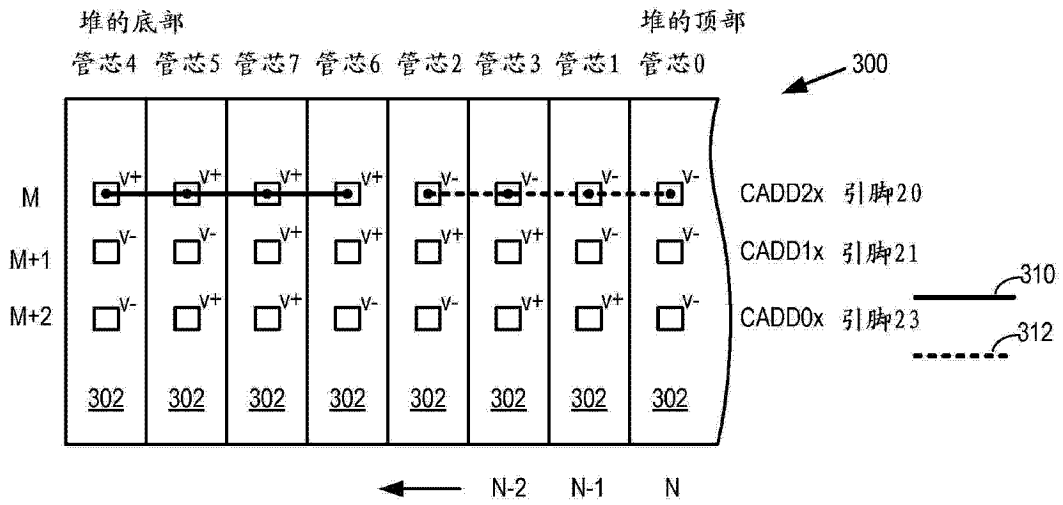 堆的底部 堆的顶部
管芯4 管芯5 管芯7 管芯6 管芯2 管芯3 管芯1 管芯0
300
M V+ V+ V+ V+ V- V- V- V- CADD2x 引脚20
M+1 V- V- V+ V+ V+ V+ V- V- CADD1x 引脚21
310
M+2 V- V+ V+ V- V- V+ V+ V- CADD0x 引脚23
312
302 302 302 302 302 302 302 302
N-2 N-1 N